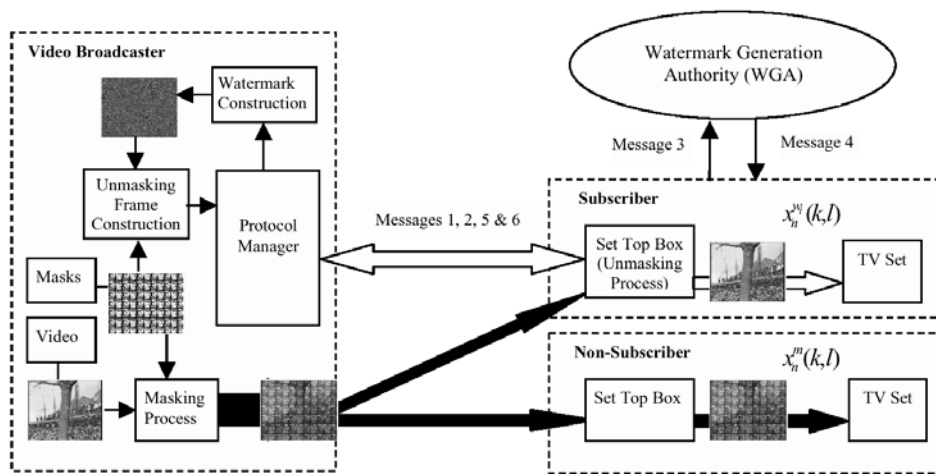 Video Broadcaster
Watermark
Construction
Unmasking
Frame
Construction
Protocol
Manager
Masks
Video
Masking
Process
Messages 1, 2, 5 & 6
Watermark Generation
Authority (WGA)
Message 3
Message 4
Subscriber
x_n^{w_i}(k,l)
Set Top Box
(Unmasking
Process)
TV Set
Non-Subscriber
x_n^m(k,l)
Set Top Box
TV Set